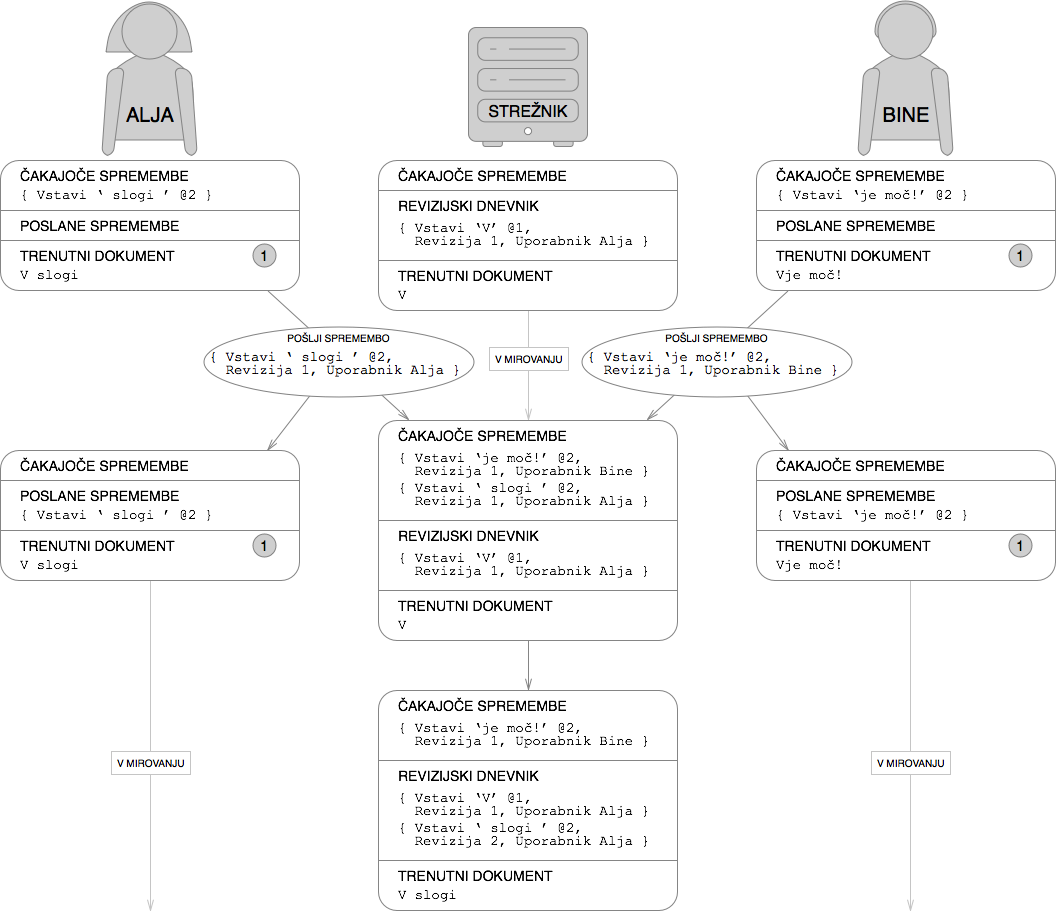 ALJA
STREŽNIK
BINE
ČAKAJOČE SPREMEMBE
{ Vstavi ‘ slogi ’ @2 }
POSLANE SPREMEMBE
TRENUTNI DOKUMENT
1
V slogi
ČAKAJOČE SPREMEMBE
REVIZIJSKI DNEVNIK
{ Vstavi ‘V’ @1,
Revizija 1, Uporabnik Alja }
TRENUTNI DOKUMENT
V
ČAKAJOČE SPREMEMBE
{ Vstavi ‘je moč!’ @2 }
POSLANE SPREMEMBE
TRENUTNI DOKUMENT
1
Vje moč!
POŠLJI SPREMEMBO
{ Vstavi ‘ slogi ’ @2,
Revizija 1, Uporabnik Alja }
V MIROVANJU
POŠLJI SPREMEMBO
{ Vstavi ‘je moč!’ @2,
Revizija 1, Uporabnik Bine }
ČAKAJOČE SPREMEMBE
POSLANE SPREMEMBE
{ Vstavi ‘ slogi ’ @2 }
TRENUTNI DOKUMENT
1
V slogi
ČAKAJOČE SPREMEMBE
{ Vstavi ‘je moč!’ @2,
Revizija 1, Uporabnik Bine }
{ Vstavi ‘ slogi ’ @2,
Revizija 1, Uporabnik Alja }
REVIZIJSKI DNEVNIK
{ Vstavi ‘V’ @1,
Revizija 1, Uporabnik Alja }
TRENUTNI DOKUMENT
V
ČAKAJOČE SPREMEMBE
POSLANE SPREMEMBE
{ Vstavi ‘je moč!’ @2 }
TRENUTNI DOKUMENT
1
Vje moč!
V MIROVANJU
ČAKAJOČE SPREMEMBE
{ Vstavi ‘je moč!’ @2,
Revizija 1, Uporabnik Bine }
REVIZIJSKI DNEVNIK
{ Vstavi ‘V’ @1,
Revizija 1, Uporabnik Alja }
{ Vstavi ‘ slogi ’ @2,
Revizija 2, Uporabnik Alja }
TRENUTNI DOKUMENT
V slogi
V MIROVANJU